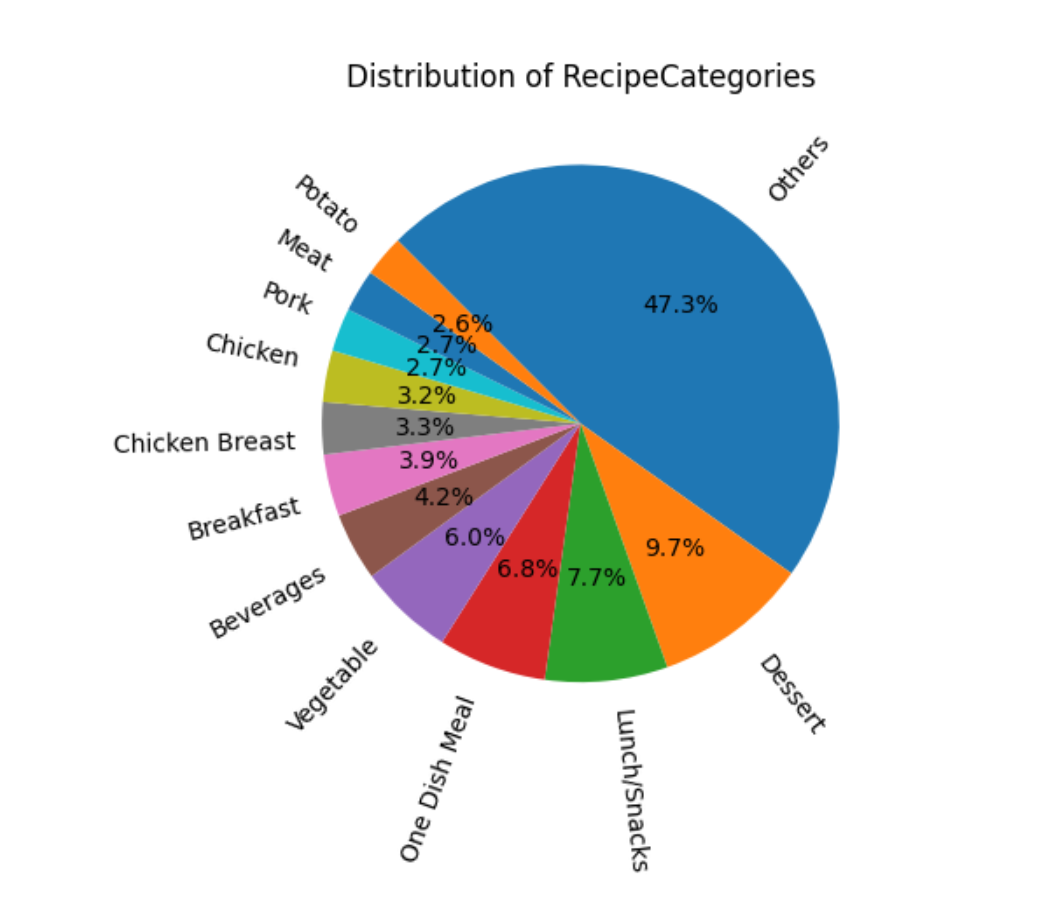 Distribution of RecipeCategories
Others
47.3%
Potato
2.6%
Meat
2.7%
Pork
2.7%
Chicken
3.2%
Chicken Breast
3.3%
Breakfast
3.9%
Beverages
4.2%
Vegetable
6.0%
One Dish Meal
6.8%
Lunch/Snacks
7.7%
Dessert
9.7%